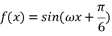 f(x) = sin(ωx + π/6)